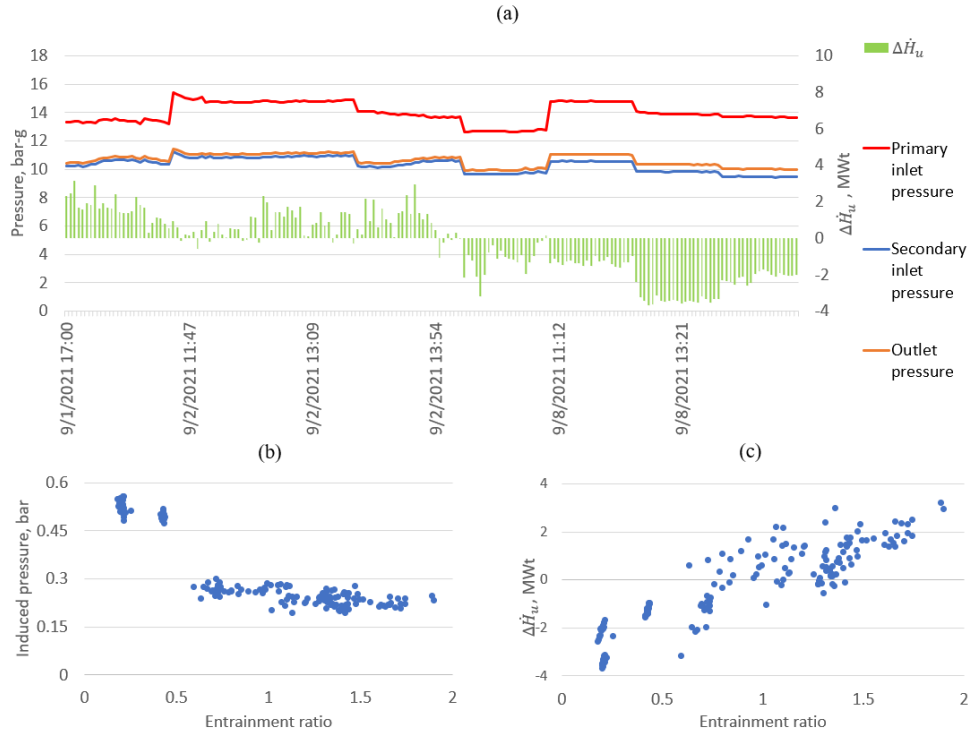 (a)
18
16
14
12
10
8
6
4
2
0
Pressure, bar-g
10
8
6
4
2
0
-2
-4
ΔḢu , MWt
9/1/2021 17:00
9/2/2021 11:47
9/2/2021 13:09
9/2/2021 13:54
9/8/2021 11:12
9/8/2021 13:21
ΔḢu
Primary
inlet
pressure
Secondary
inlet
pressure
Outlet
pressure
(b)
0.6
0.45
0.3
0.15
0
Induced pressure, bar
0
0.5
1
1.5
2
Entrainment ratio
(c)
4
2
0
-2
-4
ΔḢu, MWt
0
0.5
1
1.5
2
Entrainment ratio